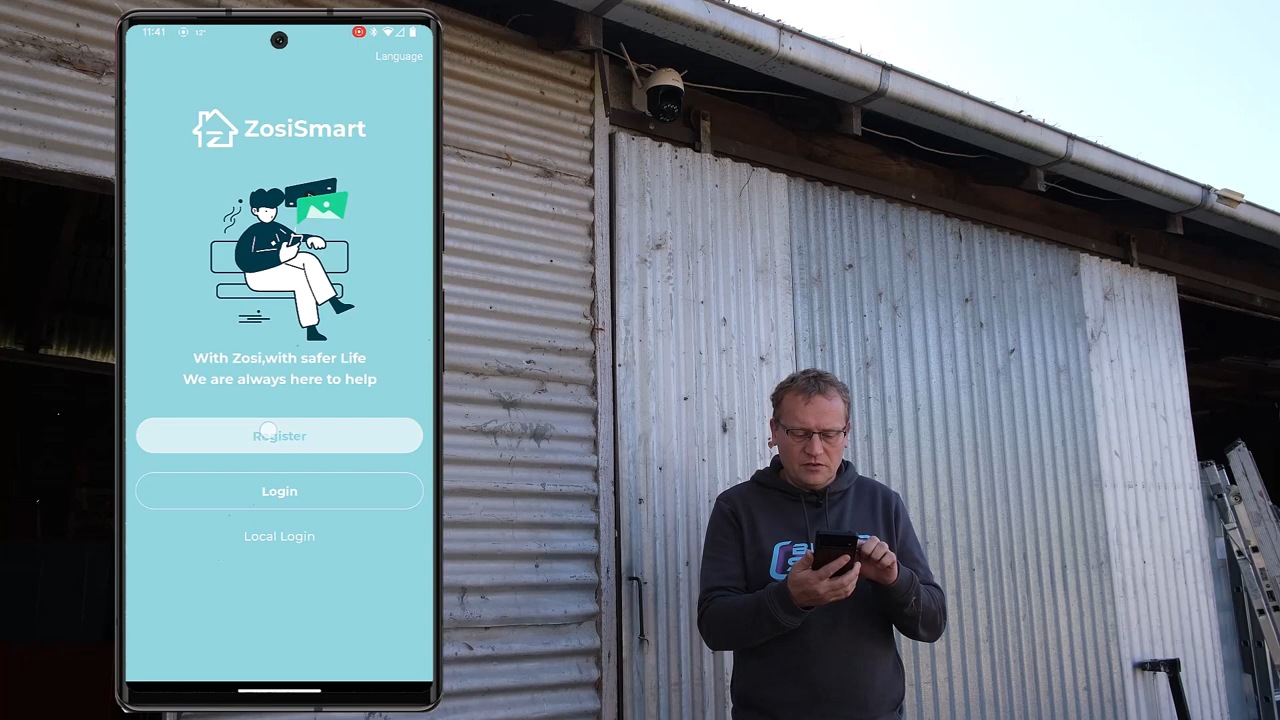 11:41
12°
Language
ZosiSmart
With Zosi,with safer Life
We are always here to help
Register
Login
Local Login